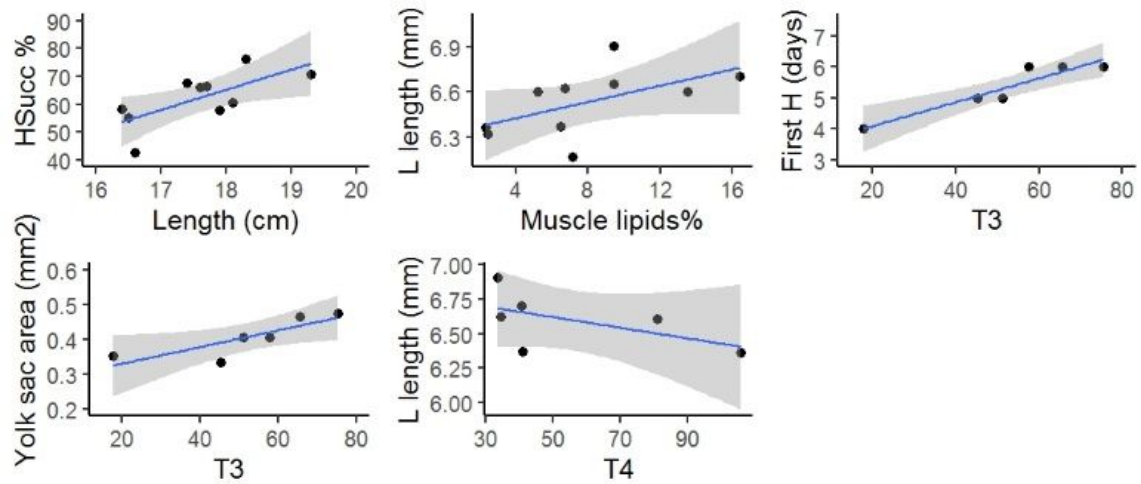 HSucc %
90
80
70
60
50
40
16 17 18 19 20
Length (cm)
L length (mm)
6.9
6.6
6.3
4 8 12 16
Muscle lipids%
First H (days)
7
6
5
4
3
20 40 60 80
T3
Yolk sac area (mm2)
0.6
0.5
0.4
0.3
0.2
20 40 60 80
T3
L length (mm)
7.00
6.75
6.50
6.25
6.00
30 50 70 90
T4